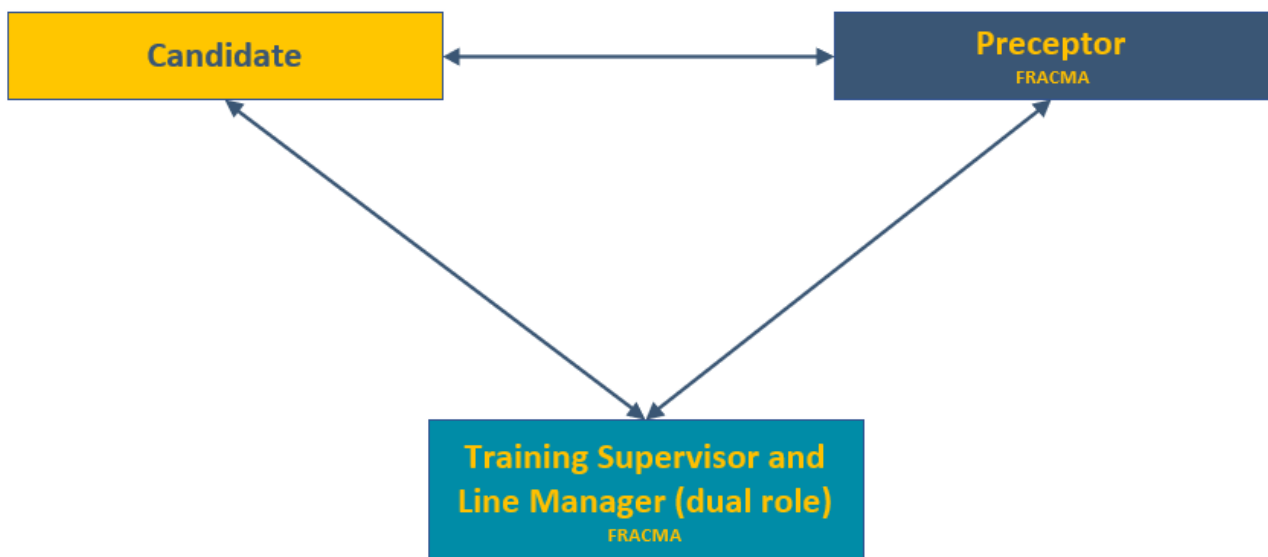 Candidate
Preceptor
FRACMA
Training Supervisor and
Line Manager (dual role)
FRACMA